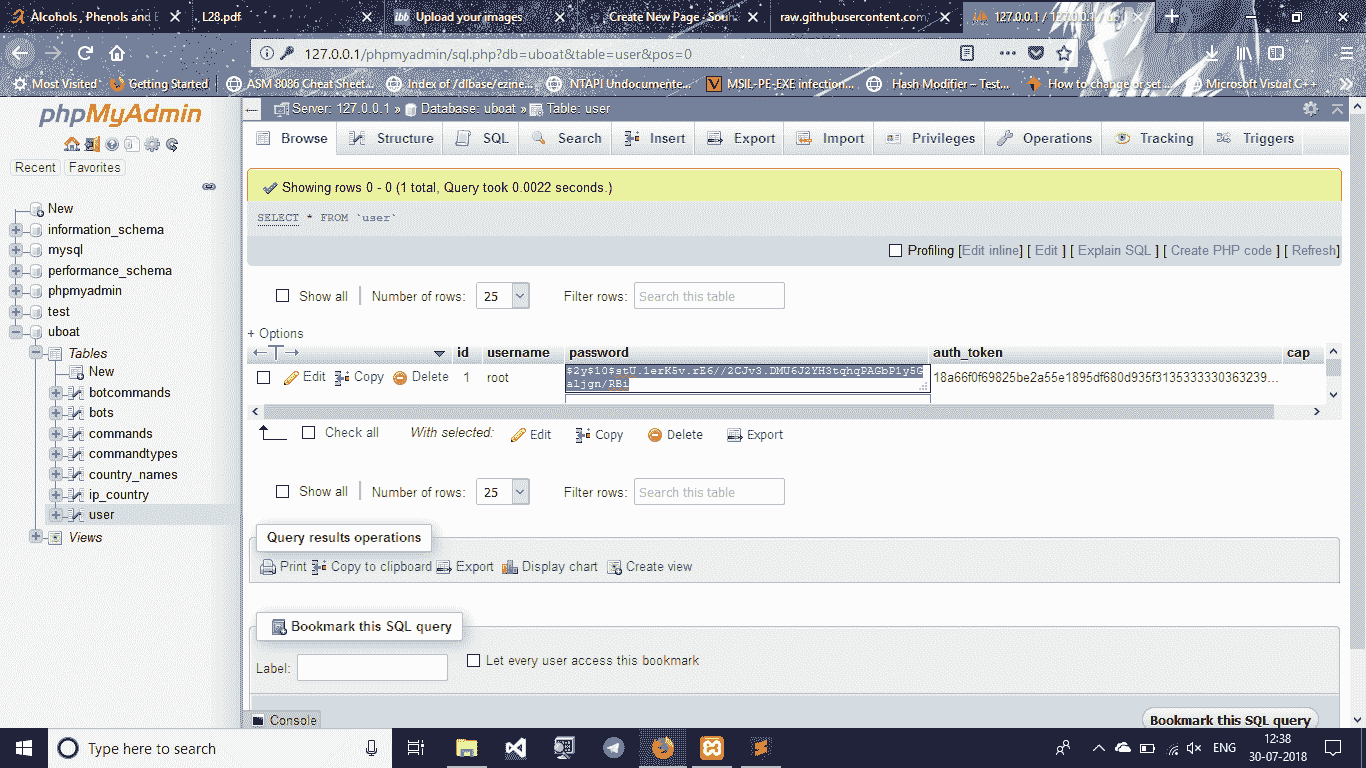 Alcohols , Phenols and E
L28.pdf
ibb Upload your images
Create New Page - Sou
raw.githubusercontent.com
127.0.0.1 / 127.0.0.1 / ub
127.0.0.1/phpmyadmin/sql.php?db=uboat&table=user&pos=0
Most Visited Getting Started ASM 8086 Cheat Sheet... Index of /dlbase/ezine... NTAPI Undocumente... MSIL-PE-EXE infection... Hash Modifier – Test... How to change or set ... Microsoft Visual C++
phpMyAdmin
Recent Favorites
New
information_schema
mysql
performance_schema
phpmyadmin
test
uboat
Tables
New
botcommands
bots
commands
commandtypes
country_names
ip_country
user
Views
Server: 127.0.0.1 » Database: uboat » Table: user
Browse Structure SQL Search Insert Export Import Privileges Operations Tracking Triggers
Showing rows 0 - 0 (1 total, Query took 0.0022 seconds.)
SELECT * FROM `user`
Profiling [Edit inline] [ Edit ] [ Explain SQL ] [ Create PHP code ] [ Refresh]
Show all Number of rows: 25 Filter rows: Search this table
+ Options
←T→ id username password auth_token cap
Edit Copy Delete 1 root $2y$10$stU.1erK5v.rE6//2CJv3.DMU6J2YH3tqhqPAGbP1y5G
aljgn/RBi
18a66f0f69825be2a55e1895df680d935f3135333330363239...
Check all With selected: Edit Copy Delete Export
Show all Number of rows: 25 Filter rows: Search this table
Query results operations
Print Copy to clipboard Export Display chart Create view
Bookmark this SQL query
Label: Let every user access this bookmark
Console
Bookmark this SQL query
Type here to search
ENG
12:38
30-07-2018